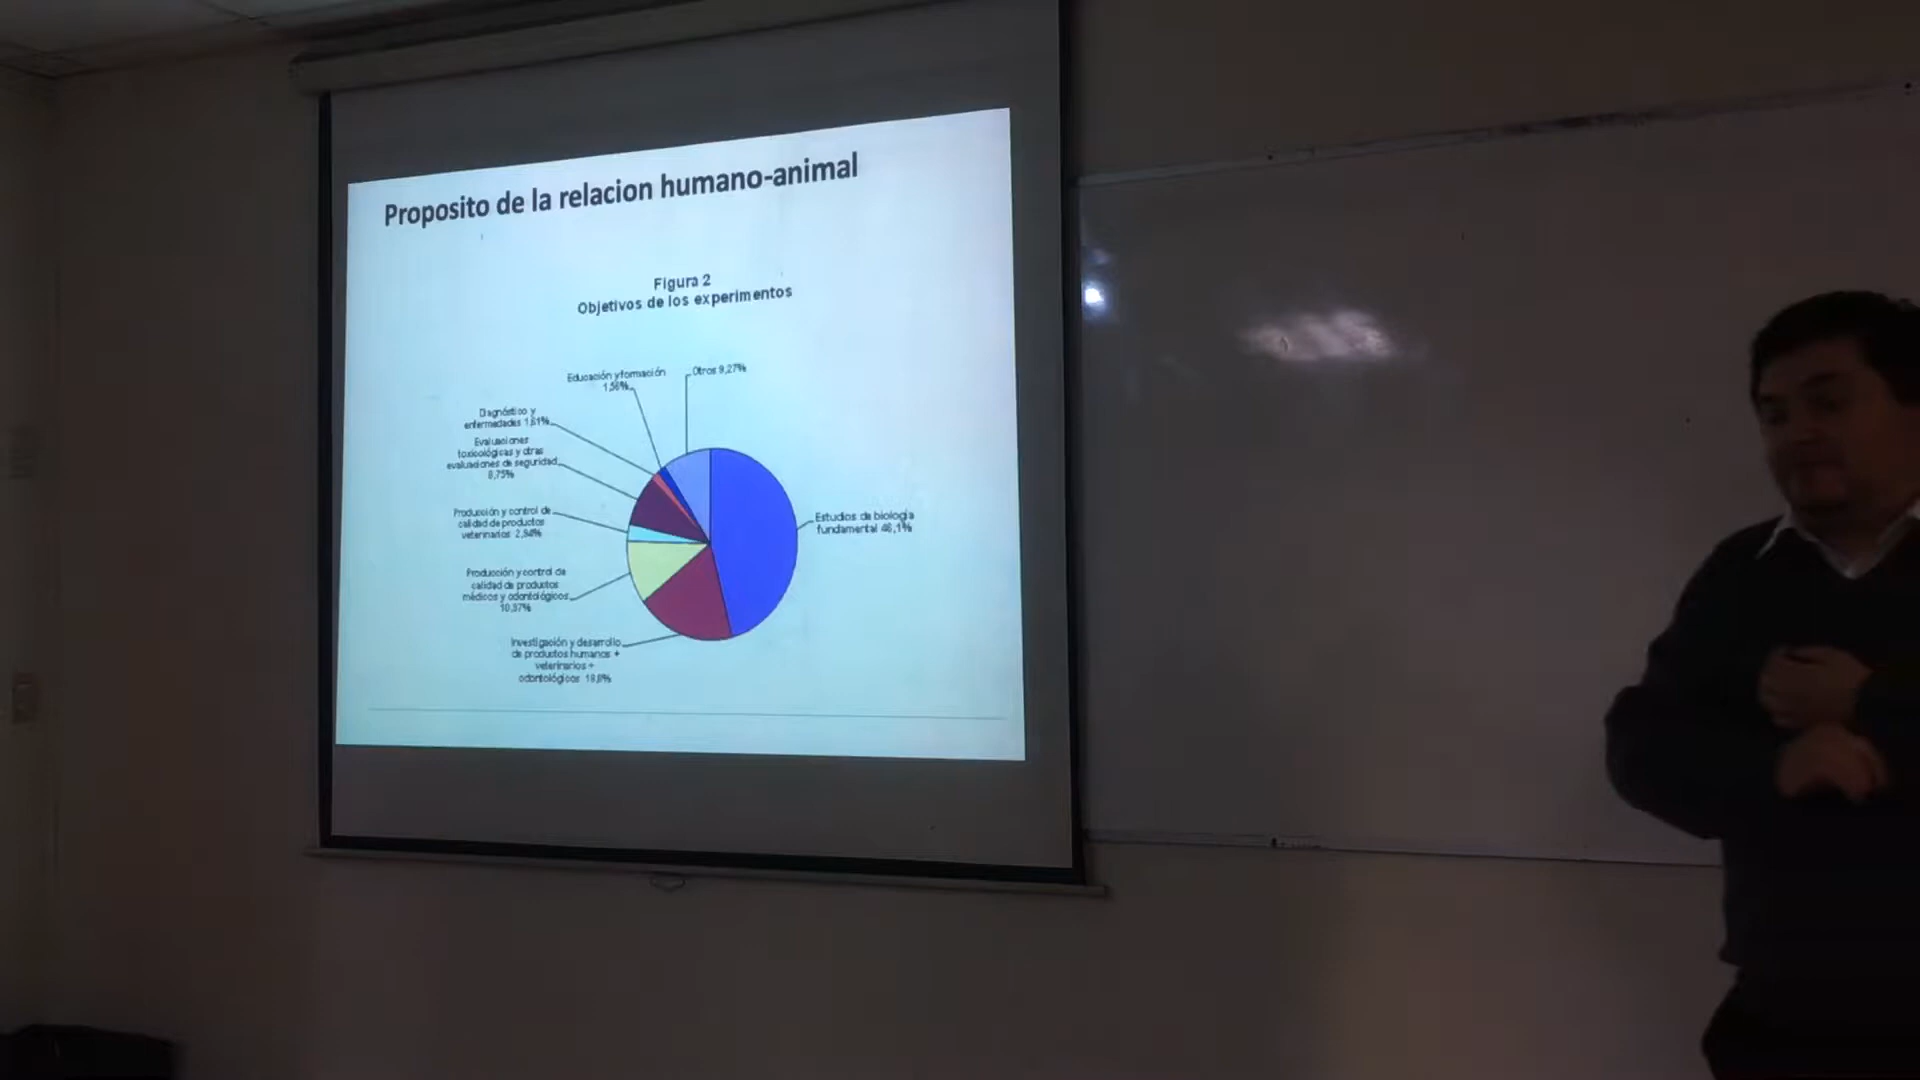 Proposito de la relacion humano-animal
Figura 2
Objetivos de los experimentos
Educación y formación
1,56%
Otros 9,27%
Diagnóstico y
enfermedades 1,61%
Evaluaciones
toxicológicas y otras
evaluaciones de seguridad
8,75%
Producción y control de
calidad de productos
veterinarios 2,94%
Estudios de biología
fundamental 46,1%
Producción y control de
calidad de productos
médicos y odontológicos
10,37%
Investigación y desarrollo
de productos humanos +
veterinarios +
odontológicos